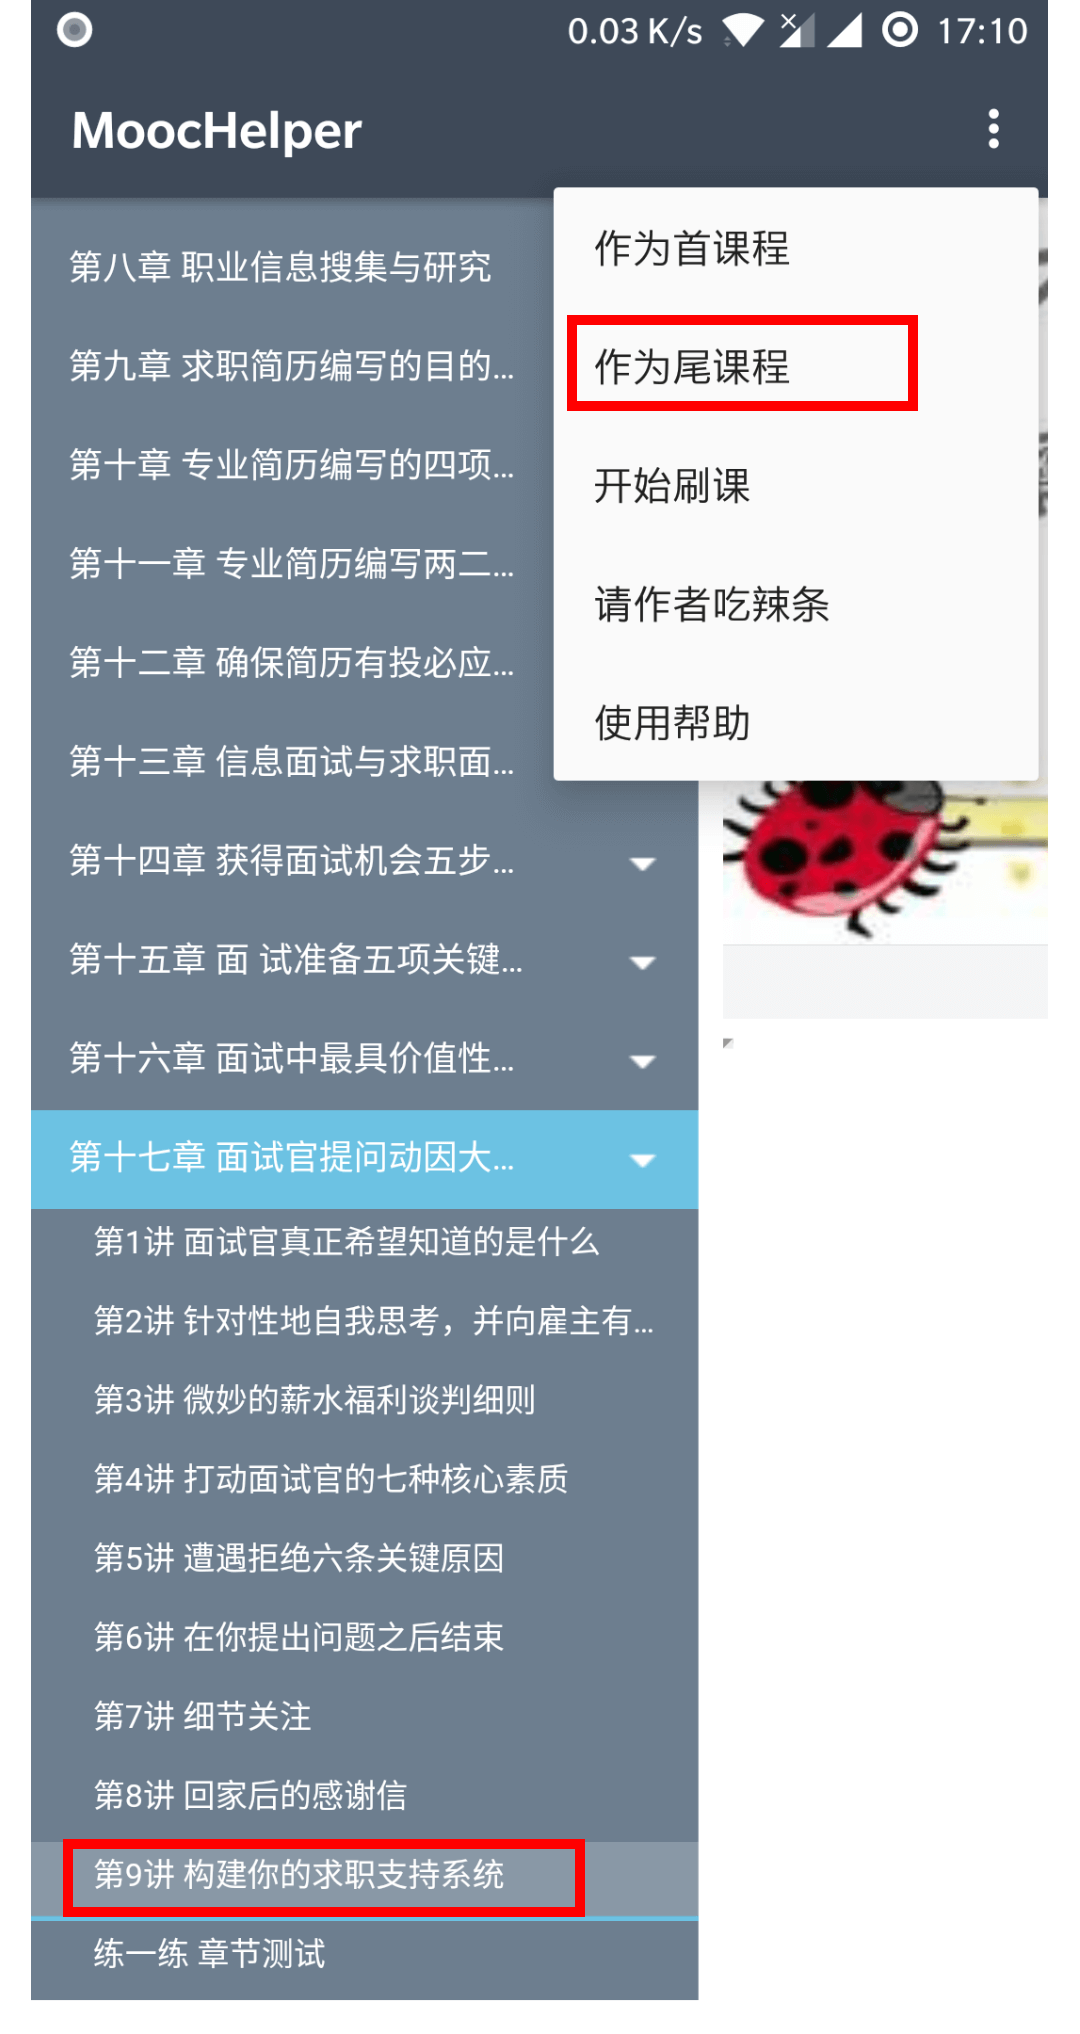 0.03 K/s 17:10
MoocHelper
作为首课程
作为尾课程
开始刷课
请作者吃辣条
使用帮助
第八章 职业信息搜集与研究
第九章 求职简历编写的目的...
第十章 专业简历编写的四项...
第十一章 专业简历编写两二...
第十二章 确保简历有投必应...
第十三章 信息面试与求职面...
第十四章 获得面试机会五步...
第十五章 面 试准备五项关键...
第十六章 面试中最具价值性...
第十七章 面试官提问动因大...
第1讲 面试官真正希望知道的是什么
第2讲 针对性地自我思考，并向雇主有...
第3讲 微妙的薪水福利谈判细则
第4讲 打动面试官的七种核心素质
第5讲 遭遇拒绝六条关键原因
第6讲 在你提出问题之后结束
第7讲 细节关注
第8讲 回家后的感谢信
第9讲 构建你的求职支持系统
练一练 章节测试